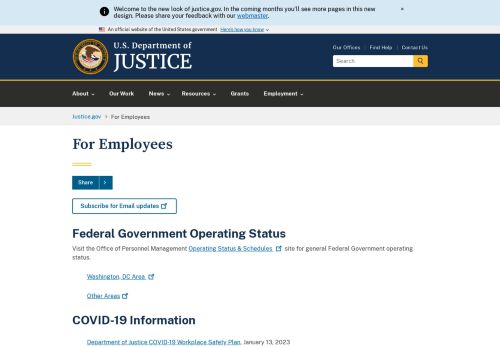 Welcome to the new look of justice.gov. In the coming months you'll see more pages in this new
design. Please share your feedback with our webmaster.
×
An official website of the United States government Here's how you know
U.S. Department of
JUSTICE
Our Offices | Find Help | Contact Us
Search
About Our Work News Resources Grants Employment
Justice.gov > For Employees
For Employees
Share >
Subscribe for Email updates
Federal Government Operating Status
Visit the Office of Personnel Management Operating Status & Schedules site for general Federal Government operating
status.
Washington, DC Area
Other Areas
COVID-19 Information
Department of Justice COVID-19 Workplace Safety Plan, January 13, 2023